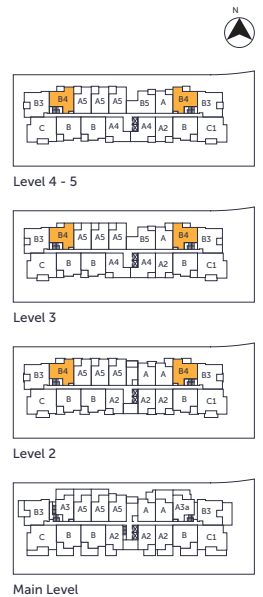 N
B3 B4 A5 A5 A5 B5 A B4 B3
C B B A4 A4 A2 B C1
Level 4 - 5
B3 B4 A5 A5 A5 B5 A B4 B3
C B B A4 A4 A2 B C1
Level 3
B3 B4 A5 A5 A5 A A B4 B3
C B B A2 A2 A2 B C1
Level 2
A3 A5 A5 A5 A A A3a B3
C B B A2 A2 A2 B C1
Main Level